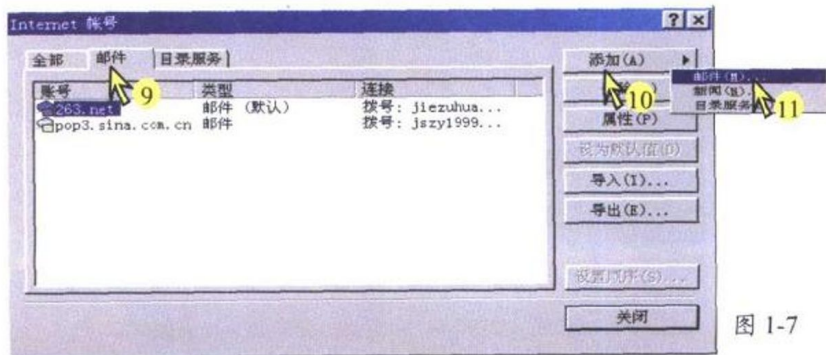 Internet 帐号
全部 邮件 目录服务
账号 类型 连接
263.net 邮件 (默认) 拨号: jiezuhua...
pop3.sina.com.cn 邮件 拨号: jszy1999...
添加(A)
邮件(M)...
新闻(N)...
目录服务
属性(P)
设为默认值(D)
导入(I)...
导出(E)...
设置顺序(S)...
关闭
9
10
11
图 1-7